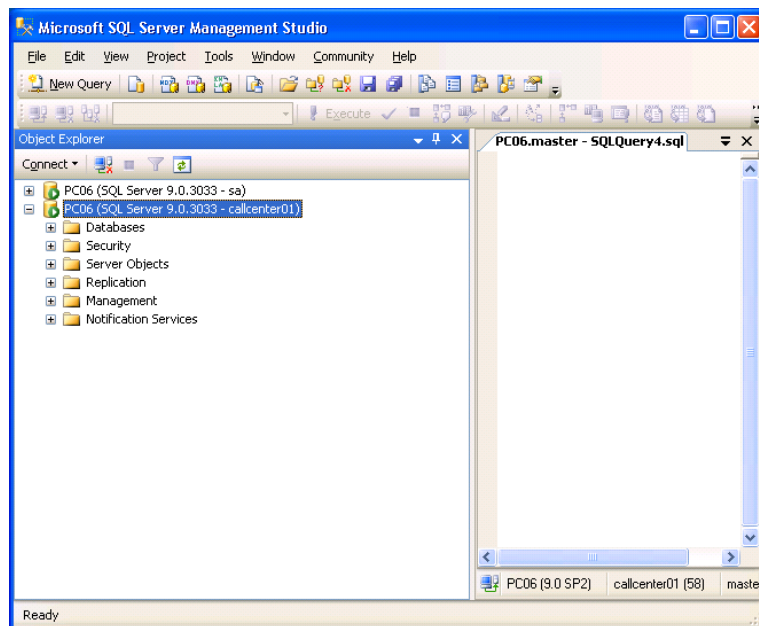 Microsoft SQL Server Management Studio
File Edit View Project Tools Window Community Help
New Query
Execute
Object Explorer
PC06.master - SQLQuery4.sql
Connect
PC06 (SQL Server 9.0.3033 - sa)
PC06 (SQL Server 9.0.3033 - callcenter01)
Databases
Security
Server Objects
Replication
Management
Notification Services
PC06 (9.0 SP2) callcenter01 (58) maste
Ready